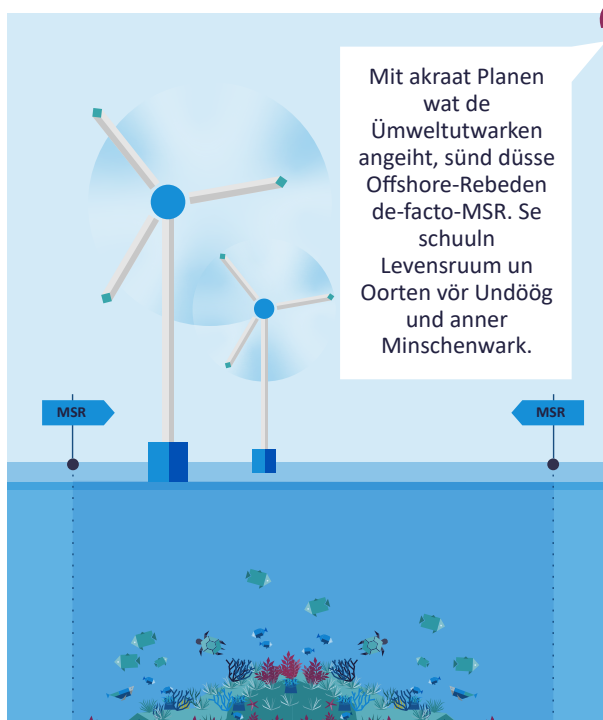 Mit akraat Planen
wat de
Ümweltutwarken
angeiht, sünd düsse
Offshore-Rebeden
de-facto-MSR. Se
schuuln
Levensruum un
Oorten vör Undöög
und anner
Minschenwark.
MSR
MSR